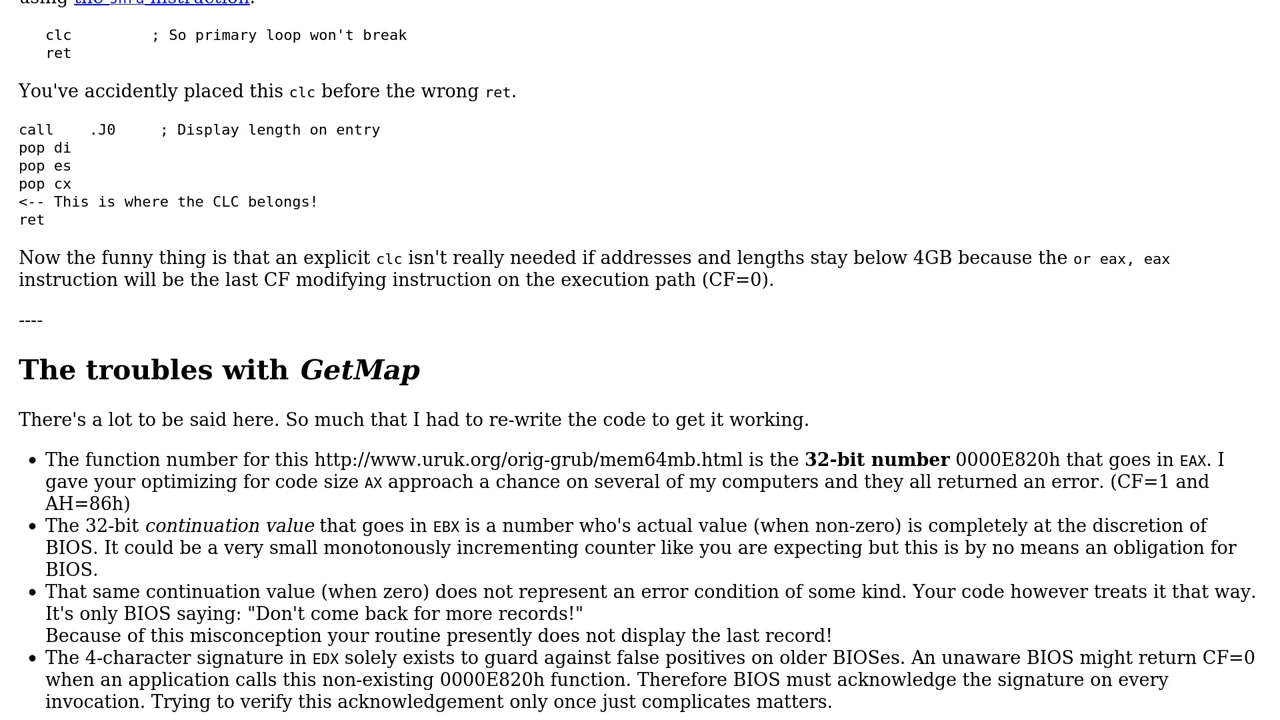 using the shrd instruction.
clc ; So primary loop won't break
ret
You've accidently placed this clc before the wrong ret.
call .J0 ; Display length on entry
pop di
pop es
pop cx
<-- This is where the CLC belongs!
ret
Now the funny thing is that an explicit clc isn't really needed if addresses and lengths stay below 4GB because the or eax, eax
instruction will be the last CF modifying instruction on the execution path (CF=0).
----
The troubles with GetMap
There's a lot to be said here. So much that I had to re-write the code to get it working.
• The function number for this http://www.uruk.org/orig-grub/mem64mb.html is the 32-bit number 0000E820h that goes in EAX. I
gave your optimizing for code size AX approach a chance on several of my computers and they all returned an error. (CF=1 and
AH=86h)
• The 32-bit continuation value that goes in EBX is a number who's actual value (when non-zero) is completely at the discretion of
BIOS. It could be a very small monotonously incrementing counter like you are expecting but this is by no means an obligation for
BIOS.
• That same continuation value (when zero) does not represent an error condition of some kind. Your code however treats it that way.
It's only BIOS saying: "Don't come back for more records!"
Because of this misconception your routine presently does not display the last record!
• The 4-character signature in EDX solely exists to guard against false positives on older BIOSes. An unaware BIOS might return CF=0
when an application calls this non-existing 0000E820h function. Therefore BIOS must acknowledge the signature on every
invocation. Trying to verify this acknowledgement only once just complicates matters.